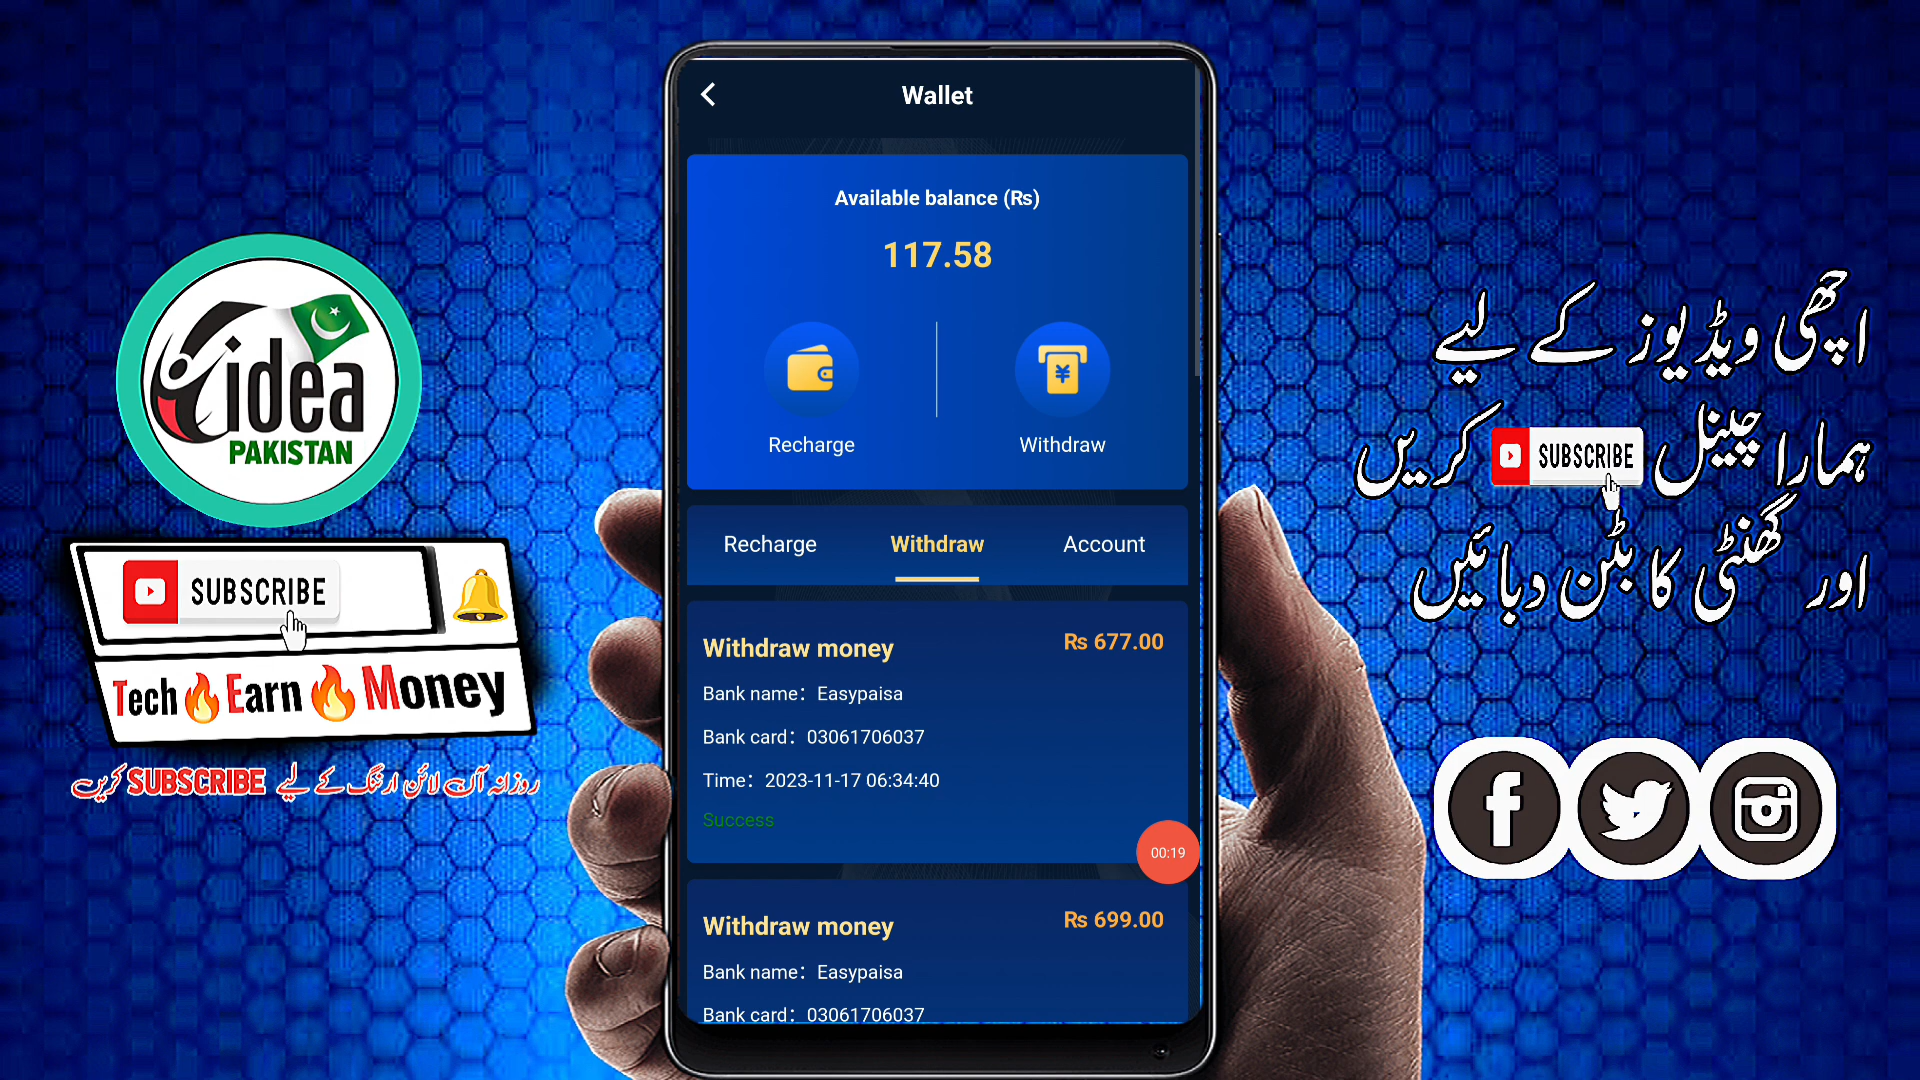 idea
PAKISTAN
SUBSCRIBE
Tech Earn Money
روزانہ آن لائن ارننگ کے لیے SUBSCRIBE کریں
Wallet
Available balance (₨)
117.58
Recharge
Withdraw
Recharge Withdraw Account
Withdraw money ₨ 677.00
Bank name: Easypaisa
Bank card: 03061706037
Time: 2023-11-17 06:34:40
Success
00:19
Withdraw money ₨ 699.00
Bank name: Easypaisa
Bank card: 03061706037
اچھی ویڈیوز کے لیے
ہمارا چینل SUBSCRIBE کریں
اور گھنٹی کا بٹن دبائیں